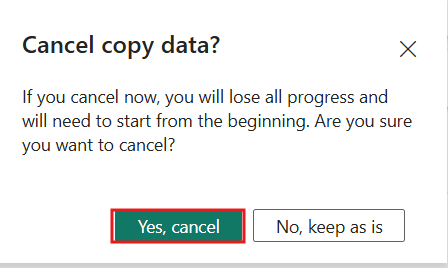 Cancel copy data?
If you cancel now, you will lose all progress and
will need to start from the beginning. Are you sure
you want to cancel?
Yes, cancel
No, keep as is